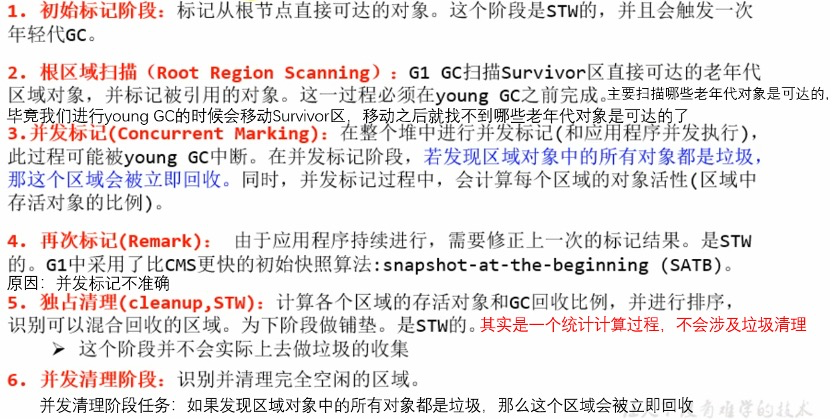 1. 初始标记阶段：标记从根节点直接可达的对象。这个阶段是STW的，并且会触发一次
年轻代GC。
2. 根区域扫描（Root Region Scanning）：G1 GC扫描Survivor区直接可达的老年代
区域对象，并标记被引用的对象。这一过程必须在young GC之前完成。主要扫描哪些老年代对象是可达的，
毕竟我们进行young GC的时候会移动Survivor区，移动之后就找不到哪些老年代对象是可达的了
3.并发标记(Concurrent Marking)：在整个堆中进行并发标记(和应用程序并发执行)，
此过程可能被young GC中断。在并发标记阶段，若发现区域对象中的所有对象都是垃圾，
那这个区域会被立即回收。同时，并发标记过程中，会计算每个区域的对象活性(区域中
存活对象的比例)。
4. 再次标记(Remark)： 由于应用程序持续进行，需要修正上一次的标记结果。是STW
的。G1中采用了比CMS更快的初始快照算法:snapshot-at-the-beginning (SATB)。
原因：并发标记不准确
5. 独占清理(cleanup,STW)：计算各个区域的存活对象和GC回收比例，并进行排序，
识别可以混合回收的区域。为下阶段做铺垫。是STW的。其实是一个统计计算过程，不会涉及垃圾清理
➢ 这个阶段并不会实际上去做垃圾的收集
6. 并发清理阶段：识别并清理完全空闲的区域。
并发清理阶段任务：如果发现区域对象中的所有对象都是垃圾，那么这个区域会被立即回收